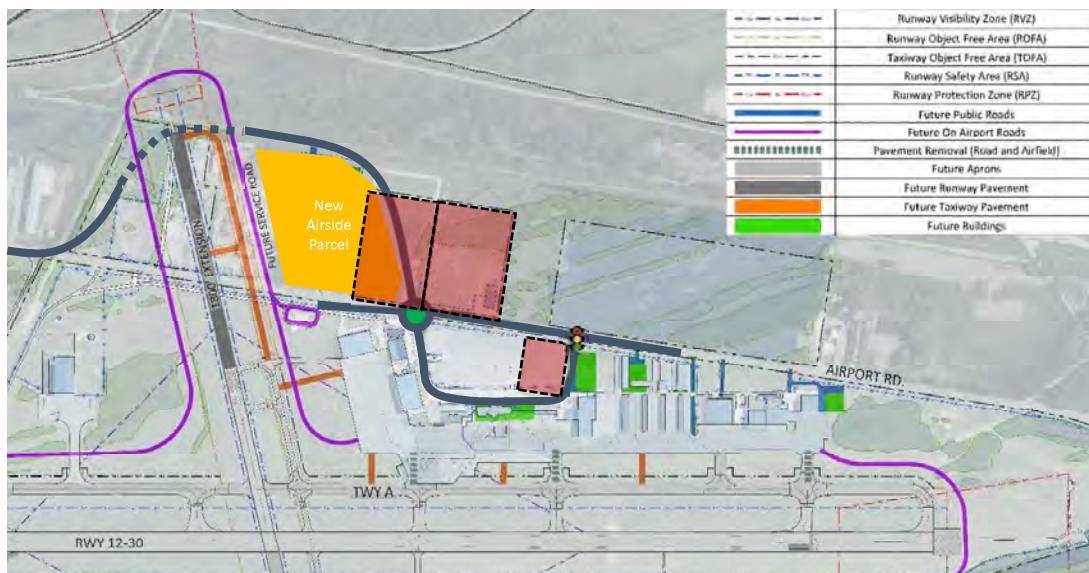 Runway Visibility Zone (RVZ)
Runway Object Free Area (ROFA)
Taxiway Object Free Area (TOFA)
Runway Safety Area (RSA)
Runway Protection Zone (RPZ)
Future Public Roads
Future On Airport Roads
Pavement Removal (Road and Airfield)
Future Aprons
Future Runway Pavement
Future Taxiway Pavement
Future Buildings
New
Airside
Parcel
FUTURE SERVICE ROAD
RWY EXTENSION
AIRPORT RD.
TWY A
RWY 12-30